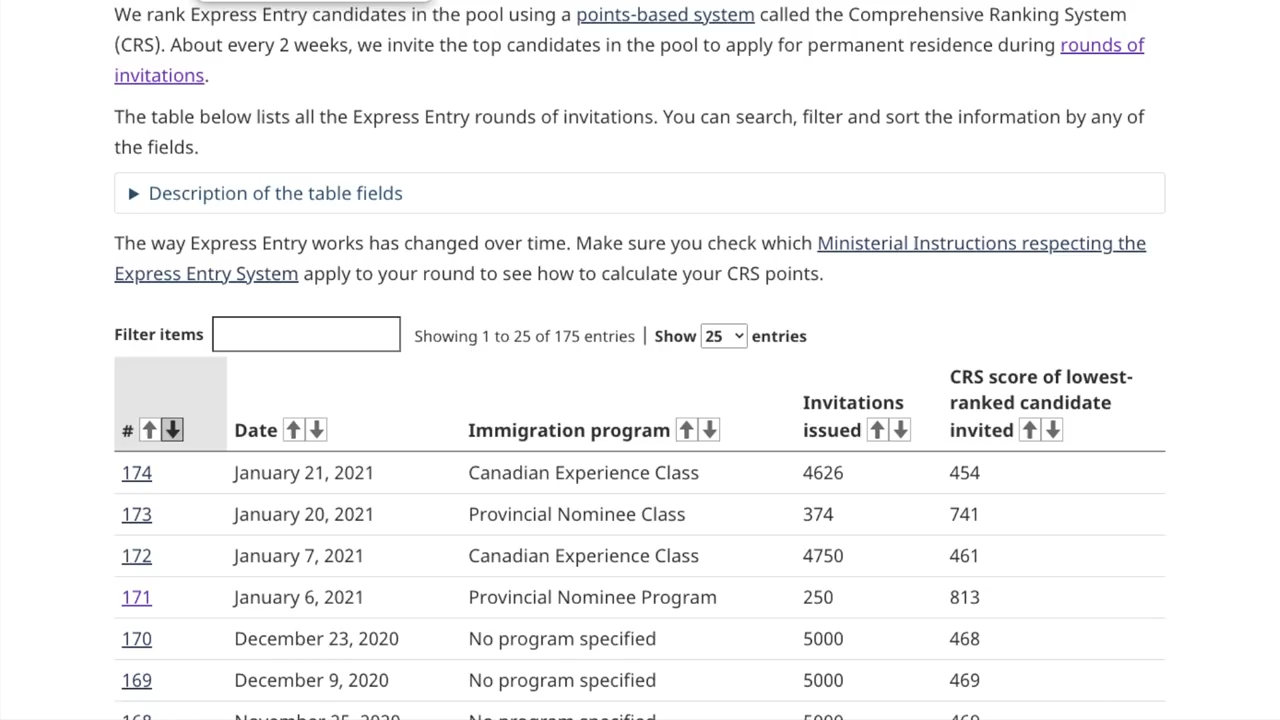 We rank Express Entry candidates in the pool using a points-based system called the Comprehensive Ranking System
(CRS). About every 2 weeks, we invite the top candidates in the pool to apply for permanent residence during rounds of
invitations.
The table below lists all the Express Entry rounds of invitations. You can search, filter and sort the information by any of
the fields.
Description of the table fields
The way Express Entry works has changed over time. Make sure you check which Ministerial Instructions respecting the
Express Entry System apply to your round to see how to calculate your CRS points.
Filter items Showing 1 to 25 of 175 entries | Show 25 entries
# Date Immigration program Invitations issued CRS score of lowest-ranked candidate invited
174 January 21, 2021 Canadian Experience Class 4626 454
173 January 20, 2021 Provincial Nominee Class 374 741
172 January 7, 2021 Canadian Experience Class 4750 461
171 January 6, 2021 Provincial Nominee Program 250 813
170 December 23, 2020 No program specified 5000 468
169 December 9, 2020 No program specified 5000 469